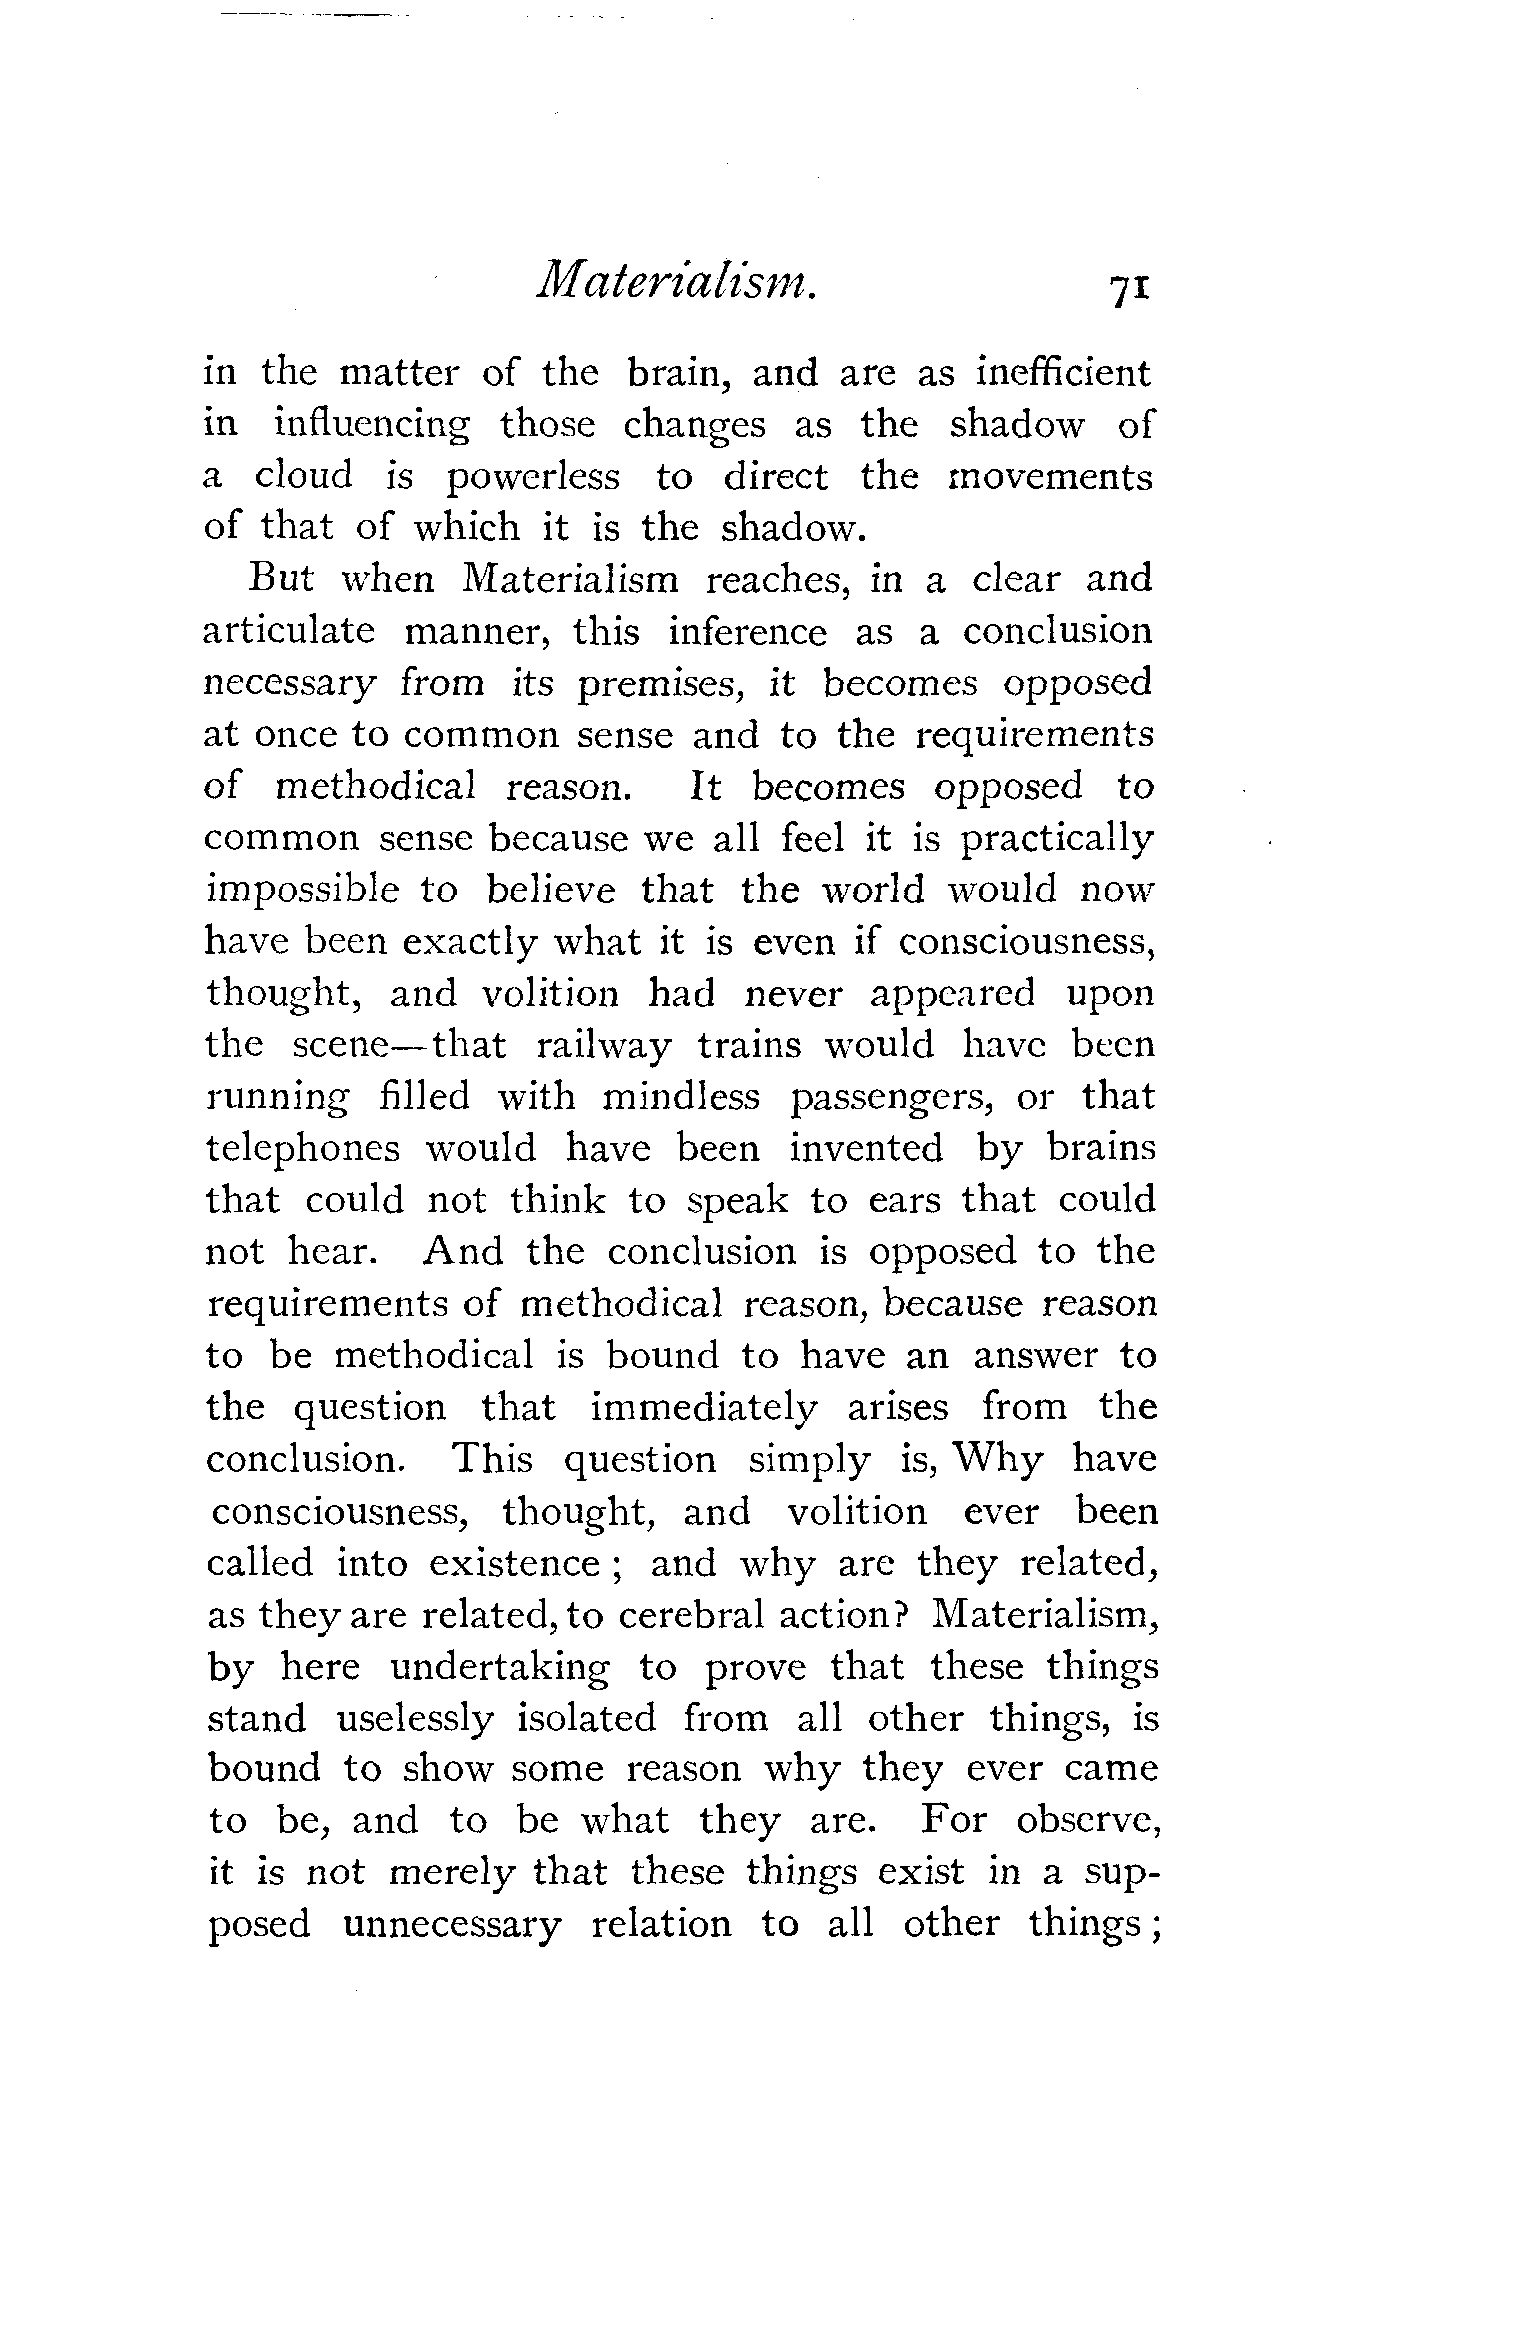 Materialism. 71
in the matter of the brain, and are as inefficient
in influencing those changes as the shadow of
a cloud is powerless to direct the movements
of that of which it is the shadow.
But when Materialism reaches, in a clear and
articulate manner, this inference as a conclusion
necessary from its premises, it becomes opposed
at once to common sense and to the requirements
of methodical reason. It becomes opposed to
common sense because we all feel it is practically
impossible to believe that the world would now
have been exactly what it is even if consciousness,
thought, and volition had never appeared upon
the scene—that railway trains would have been
running filled with mindless passengers, or that
telephones would have been invented by brains
that could not think to speak to ears that could
not hear. And the conclusion is opposed to the
requirements of methodical reason, because reason
to be methodical is bound to have an answer to
the question that immediately arises from the
conclusion. This question simply is, Why have
consciousness, thought, and volition ever been
called into existence ; and why are they related,
as they are related, to cerebral action? Materialism,
by here undertaking to prove that these things
stand uselessly isolated from all other things, is
bound to show some reason why they ever came
to be, and to be what they are. For observe,
it is not merely that these things exist in a sup-
posed unnecessary relation to all other things ;